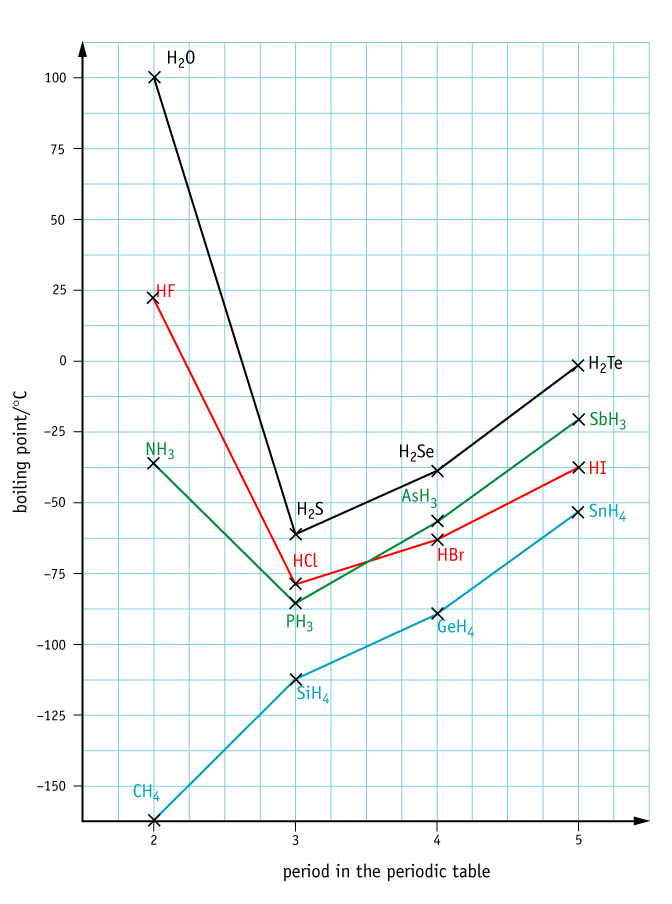 H₂O
100
75
50
25
HF
0
H₂Te
−25
SbH₃
NH₃
H₂Se
HI
AsH₃
−50
H₂S
SnH₄
HCl
HBr
−75
PH₃
GeH₄
−100
SiH₄
−125
−150
CH₄
2 3 4 5
boiling point/°C
period in the periodic table